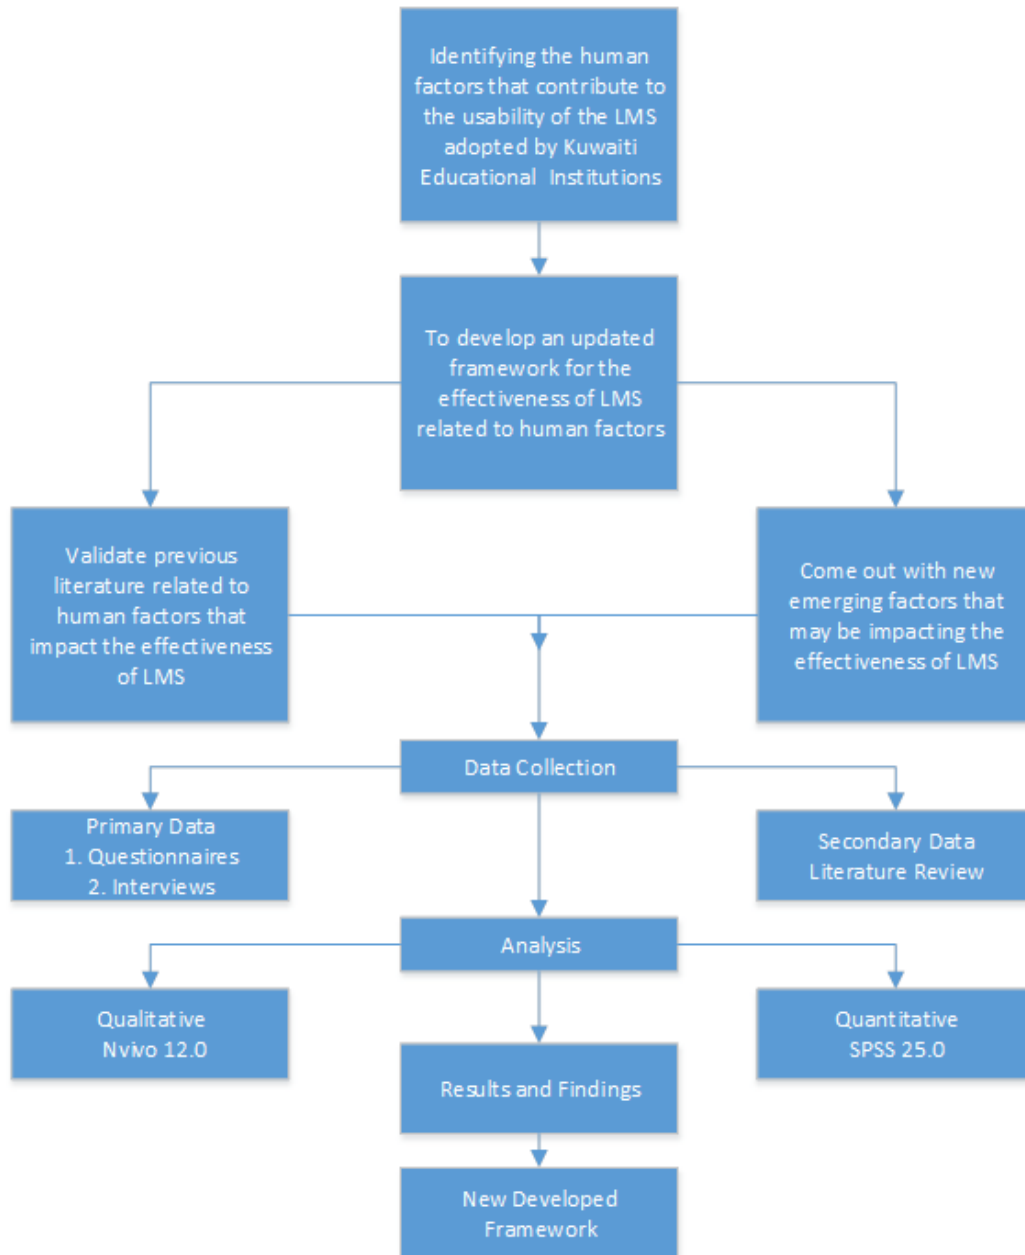 Identifying the human
factors that contribute to
the usability of the LMS
adopted by Kuwaiti
Educational Institutions
To develop an updated
framework for the
effectiveness of LMS
related to human factors
Validate previous
literature related to
human factors that
impact the effectiveness
of LMS
Come out with new
emerging factors that
may be impacting the
effectiveness of LMS
Data Collection
Primary Data
1. Questionnaires
2. Interviews
Secondary Data
Literature Review
Analysis
Qualitative
Nvivo 12.0
Quantitative
SPSS 25.0
Results and Findings
New Developed
Framework